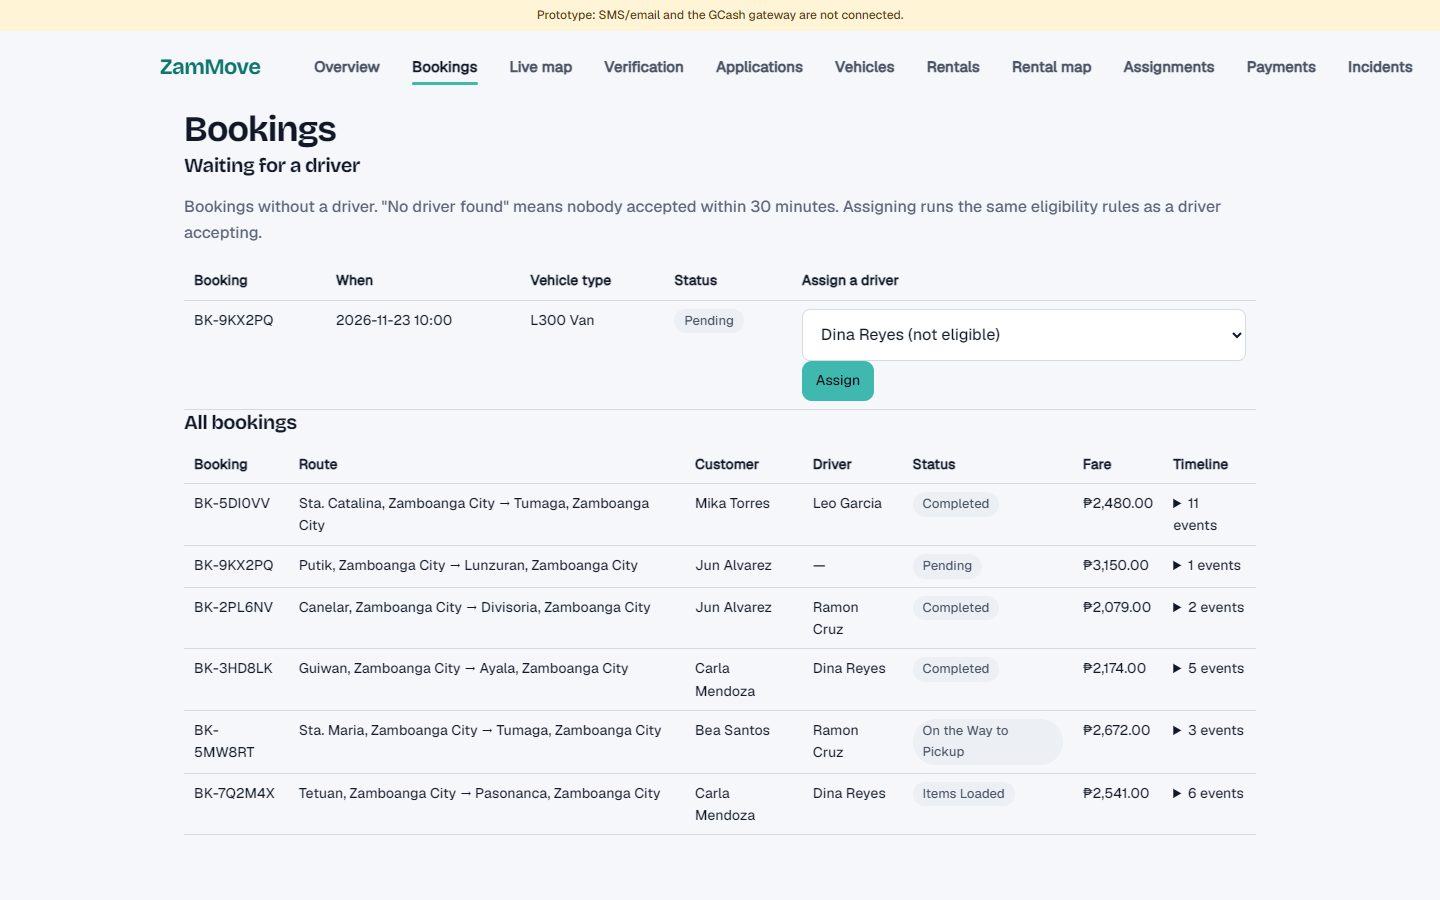 Prototype: SMS/email and the GCash gateway are not connected.
ZamMove Overview Bookings Live map Verification Applications Vehicles Rentals Rental map Assignments Payments Incidents
Bookings
Waiting for a driver
Bookings without a driver. "No driver found" means nobody accepted within 30 minutes. Assigning runs the same eligibility rules as a driver
accepting.
Booking When Vehicle type Status Assign a driver
BK-9KX2PQ 2026-11-23 10:00 L300 Van Pending Dina Reyes (not eligible)
Assign
All bookings
Booking Route Customer Driver Status Fare Timeline
BK-5DI0VV Sta. Catalina, Zamboanga City → Tumaga, Zamboanga Mika Torres Leo Garcia Completed ₱2,480.00 ▶ 11
City events
BK-9KX2PQ Putik, Zamboanga City → Lunzuran, Zamboanga City Jun Alvarez — Pending ₱3,150.00 ▶ 1 events
BK-2PL6NV Canelar, Zamboanga City → Divisoria, Zamboanga City Jun Alvarez Ramon Completed ₱2,079.00 ▶ 2 events
Cruz
BK-3HD8LK Guiwan, Zamboanga City → Ayala, Zamboanga City Carla Dina Reyes Completed ₱2,174.00 ▶ 5 events
Mendoza
BK- Sta. Maria, Zamboanga City → Tumaga, Zamboanga City Bea Santos Ramon On the Way to ₱2,672.00 ▶ 3 events
5MW8RT Cruz Pickup
BK-7Q2M4X Tetuan, Zamboanga City → Pasonanca, Zamboanga City Carla Dina Reyes Items Loaded ₱2,541.00 ▶ 6 events
Mendoza